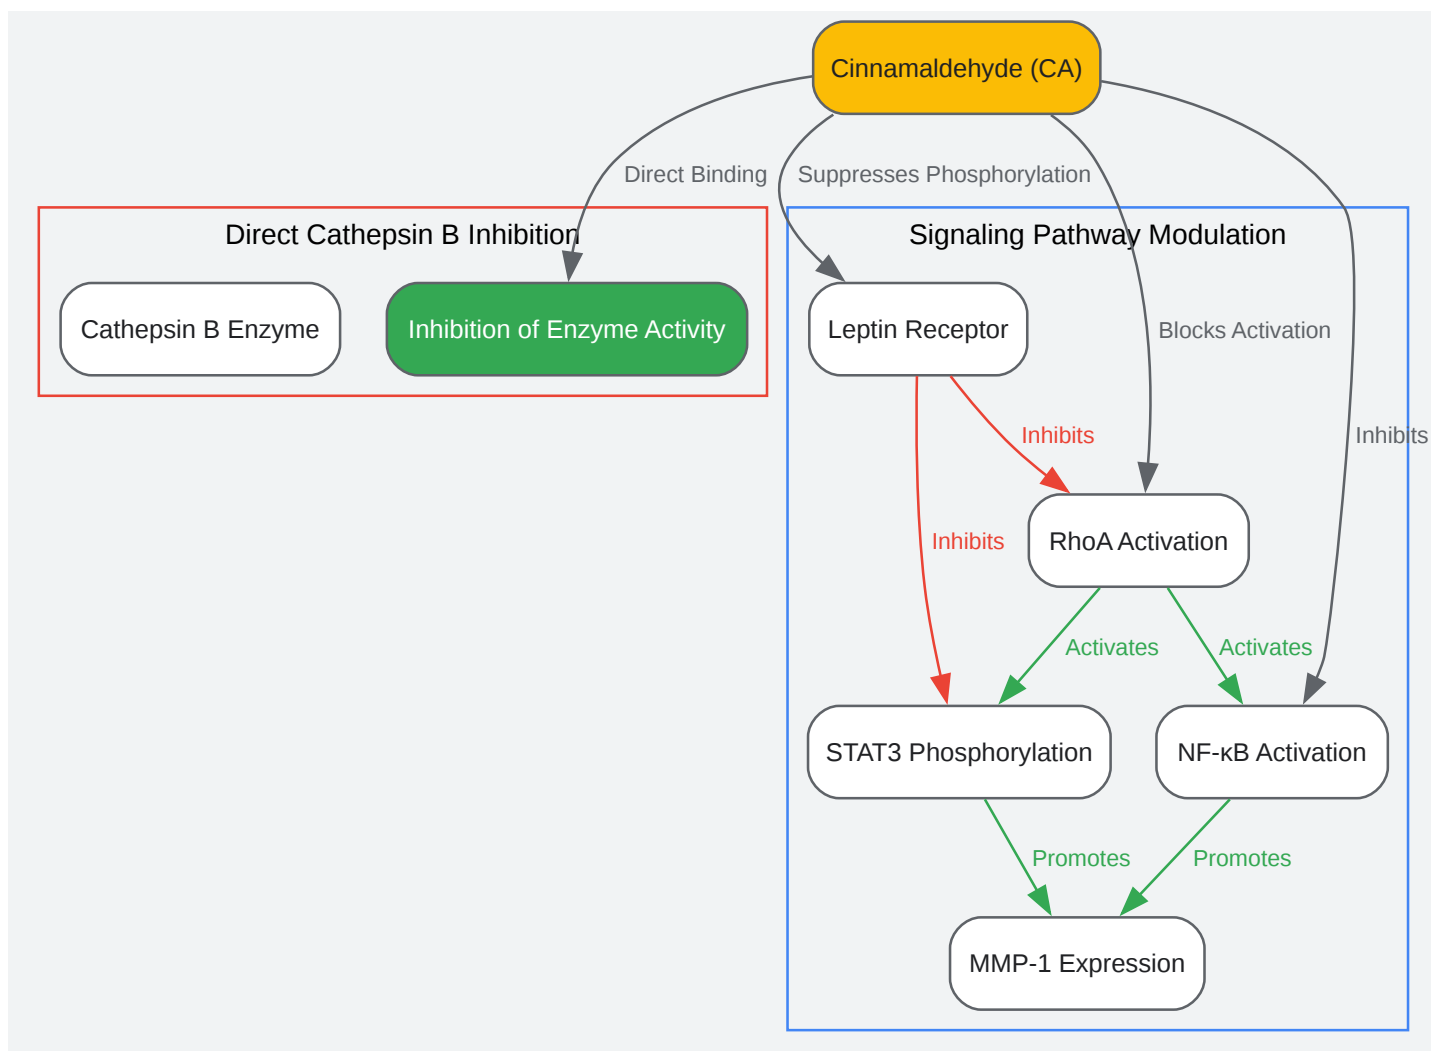 Cinnamaldehyde (CA)
Direct Binding
Suppresses Phosphorylation
Direct Cathepsin B Inhibition
Signaling Pathway Modulation
Cathepsin B Enzyme
Inhibition of Enzyme Activity
Leptin Receptor
Blocks Activation
Inhibits
Inhibits
Inhibits
RhoA Activation
Activates
Activates
STAT3 Phosphorylation
NF-κB Activation
Promotes
Promotes
MMP-1 Expression